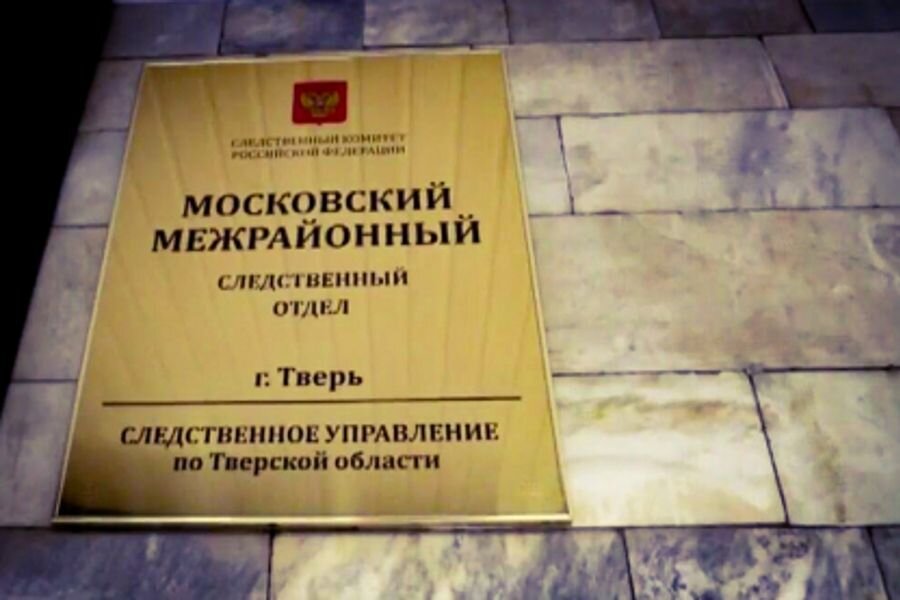 СЛЕДСТВЕННЫЙ КОМИТЕТ
РОССИЙСКОЙ ФЕДЕРАЦИИ
МОСКОВСКИЙ
МЕЖРАЙОННЫЙ
СЛЕДСТВЕННЫЙ
ОТДЕЛ
г. Тверь
СЛЕДСТВЕННОЕ УПРАВЛЕНИЕ
по Тверской области